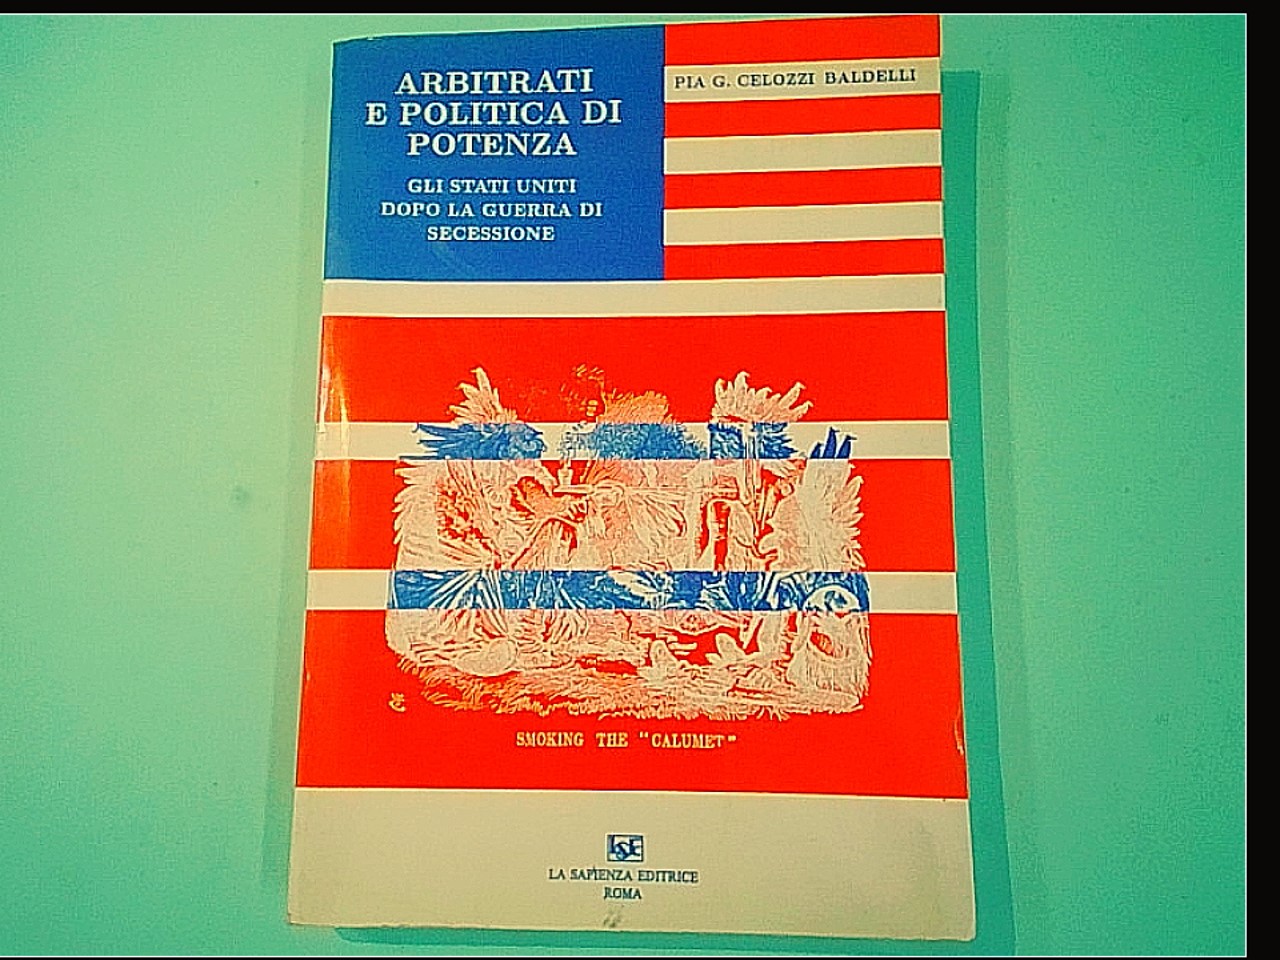 ARBITRATI
E POLITICA DI
POTENZA
GLI STATI UNITI
DOPO LA GUERRA DI
SECESSIONE
PIA G. CELOZZI BALDELLI
SMOKING THE "CALUMET"
LA SAPIENZA EDITRICE
ROMA